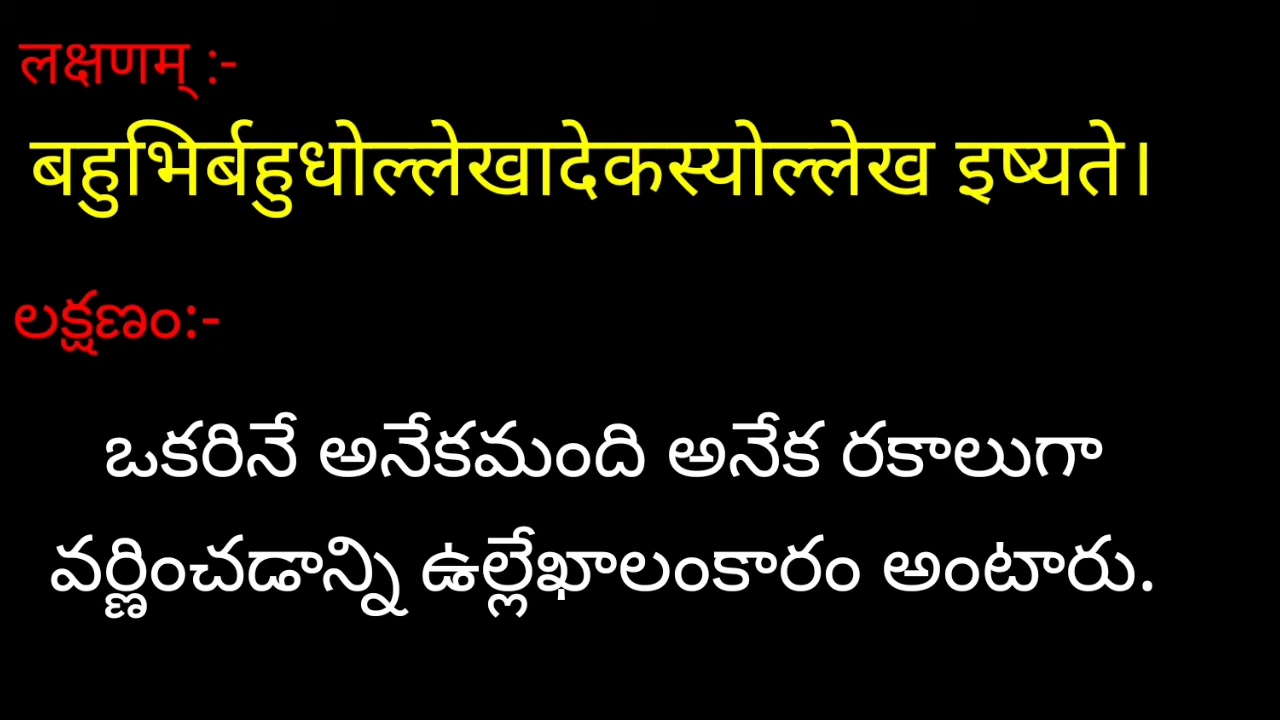 लक्षणम् :-
बहुभिर्बहुधोल्लेखादेकस्योल्लेख इष्यते।
లక్షణం:-
ఒకరినే అనేకమంది అనేక రకాలుగా
వర్ణించడాన్ని ఉల్లేఖాలంకారం అంటారు.